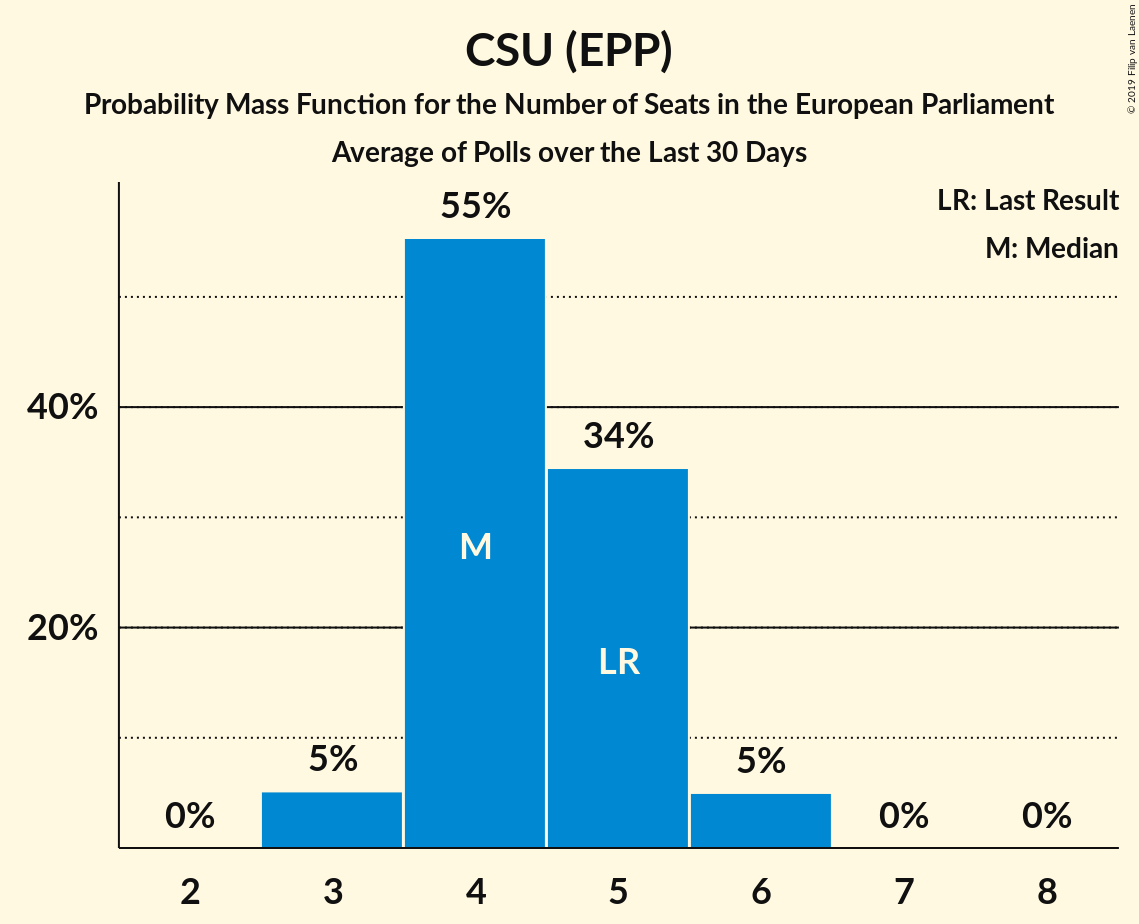 CSU (EPP)
Probability Mass Function for the Number of Seats in the European Parliament
Average of Polls over the Last 30 Days
© 2019 Filip van Laenen
LR: Last Result
M: Median
55%
40%
34%
M
20%
LR
5%
5%
0%
0%
0%
2
3
4
5
6
7
8